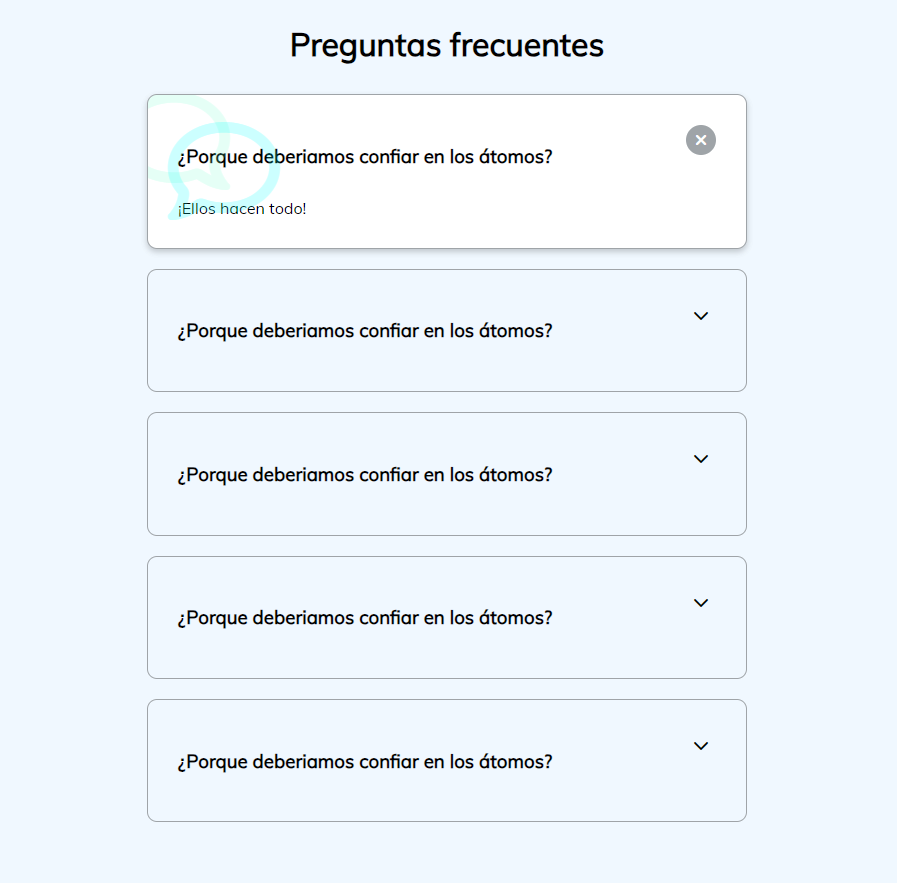 Preguntas frecuentes
¿Porque deberiamos confiar en los átomos?
¡Ellos hacen todo!
¿Porque deberiamos confiar en los átomos?
¿Porque deberiamos confiar en los átomos?
¿Porque deberiamos confiar en los átomos?
¿Porque deberiamos confiar en los átomos?